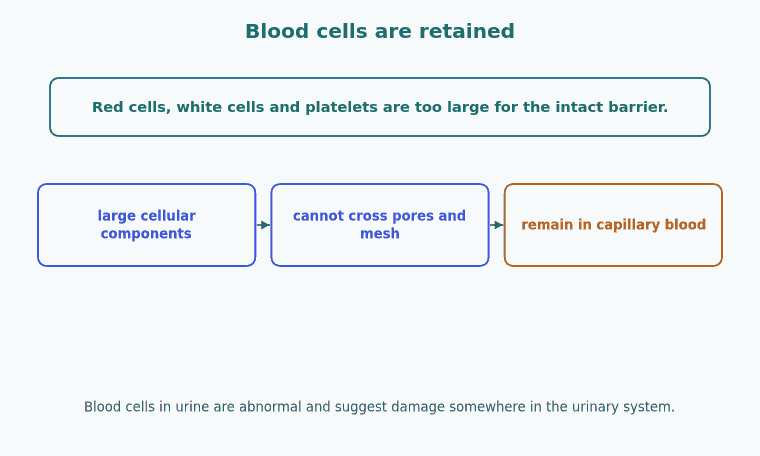 Blood cells are retained
Red cells, white cells and platelets are too large for the intact barrier.
large cellular
components
cannot cross pores and
mesh
remain in capillary blood
Blood cells in urine are abnormal and suggest damage somewhere in the urinary system.